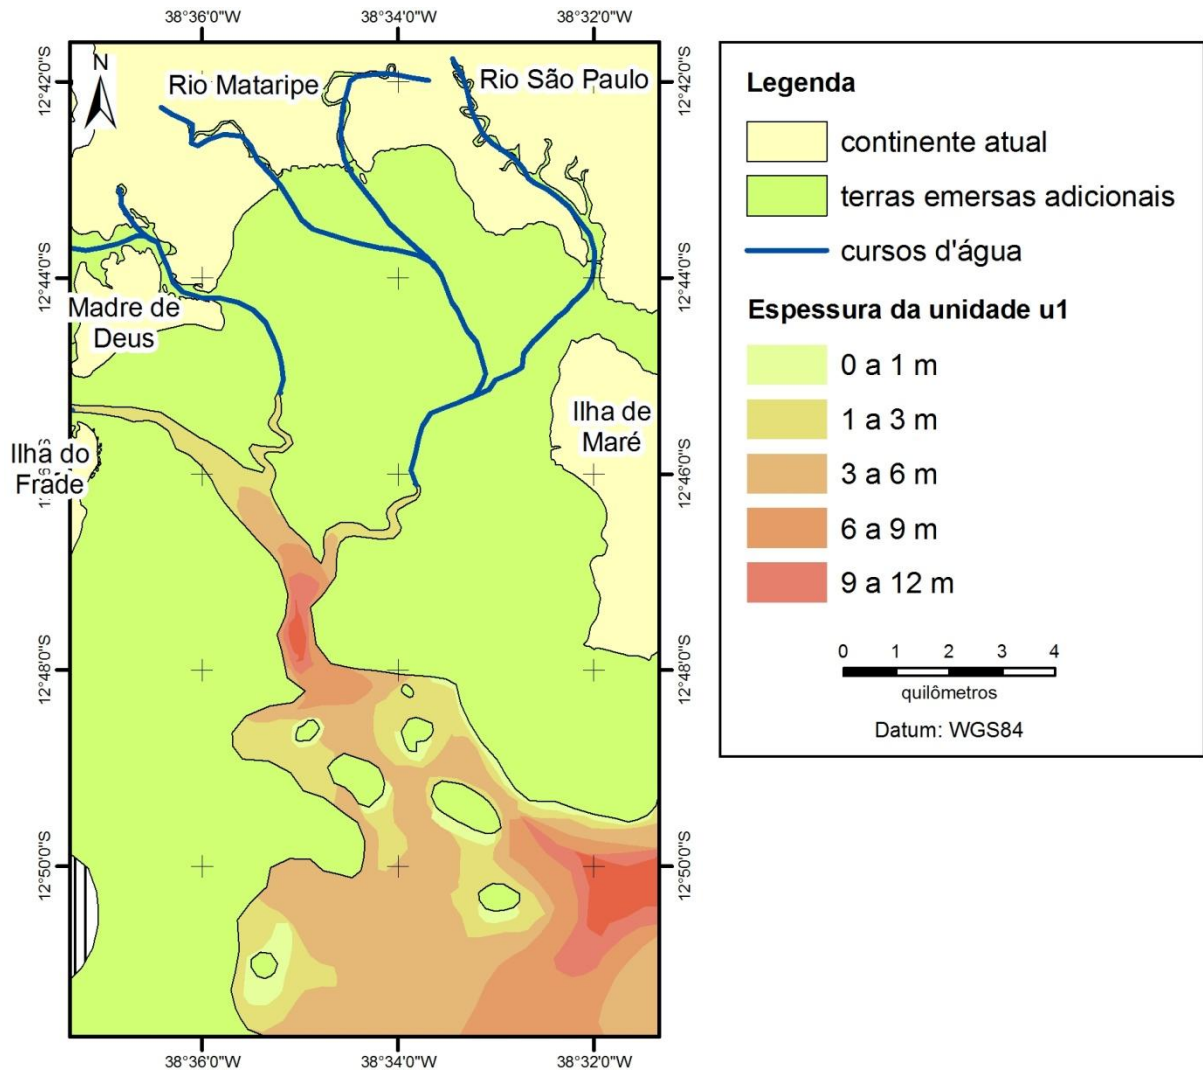 38°36'0"W
38°34'0"W
38°32'0"W
12°42'0"S
12°44'0"S
12°46'0"S
12°48'0"S
12°50'0"S
N
Rio Mataripe
Rio São Paulo
Madre de
Deus
Ilha do
Frade
Ilha de
Maré
12°42'0"S
12°44'0"S
12°46'0"S
12°48'0"S
12°50'0"S
38°36'0"W
38°34'0"W
38°32'0"W
Legenda
continente atual
terras emersas adicionais
cursos d'água
Espessura da unidade u1
0 a 1 m
1 a 3 m
3 a 6 m
6 a 9 m
9 a 12 m
0 1 2 3 4
quilômetros
Datum: WGS84